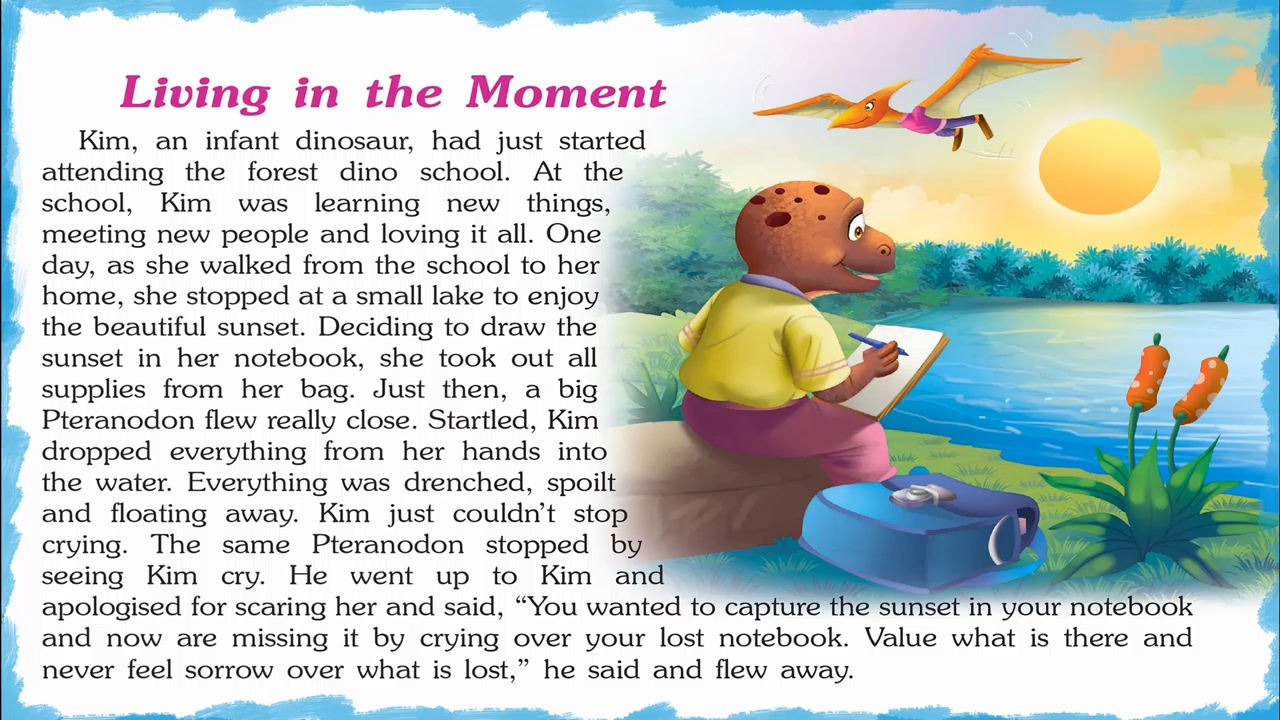 Living in the Moment
Kim, an infant dinosaur, had just started
attending the forest dino school. At the
school, Kim was learning new things,
meeting new people and loving it all. One
day, as she walked from the school to her
home, she stopped at a small lake to enjoy
the beautiful sunset. Deciding to draw the
sunset in her notebook, she took out all
supplies from her bag. Just then, a big
Pteranodon flew really close. Startled, Kim
dropped everything from her hands into
the water. Everything was drenched, spoilt
and floating away. Kim just couldn’t stop
crying. The same Pteranodon stopped by
seeing Kim cry. He went up to Kim and
apologised for scaring her and said, “You wanted to capture the sunset in your notebook
and now are missing it by crying over your lost notebook. Value what is there and
never feel sorrow over what is lost,” he said and flew away.